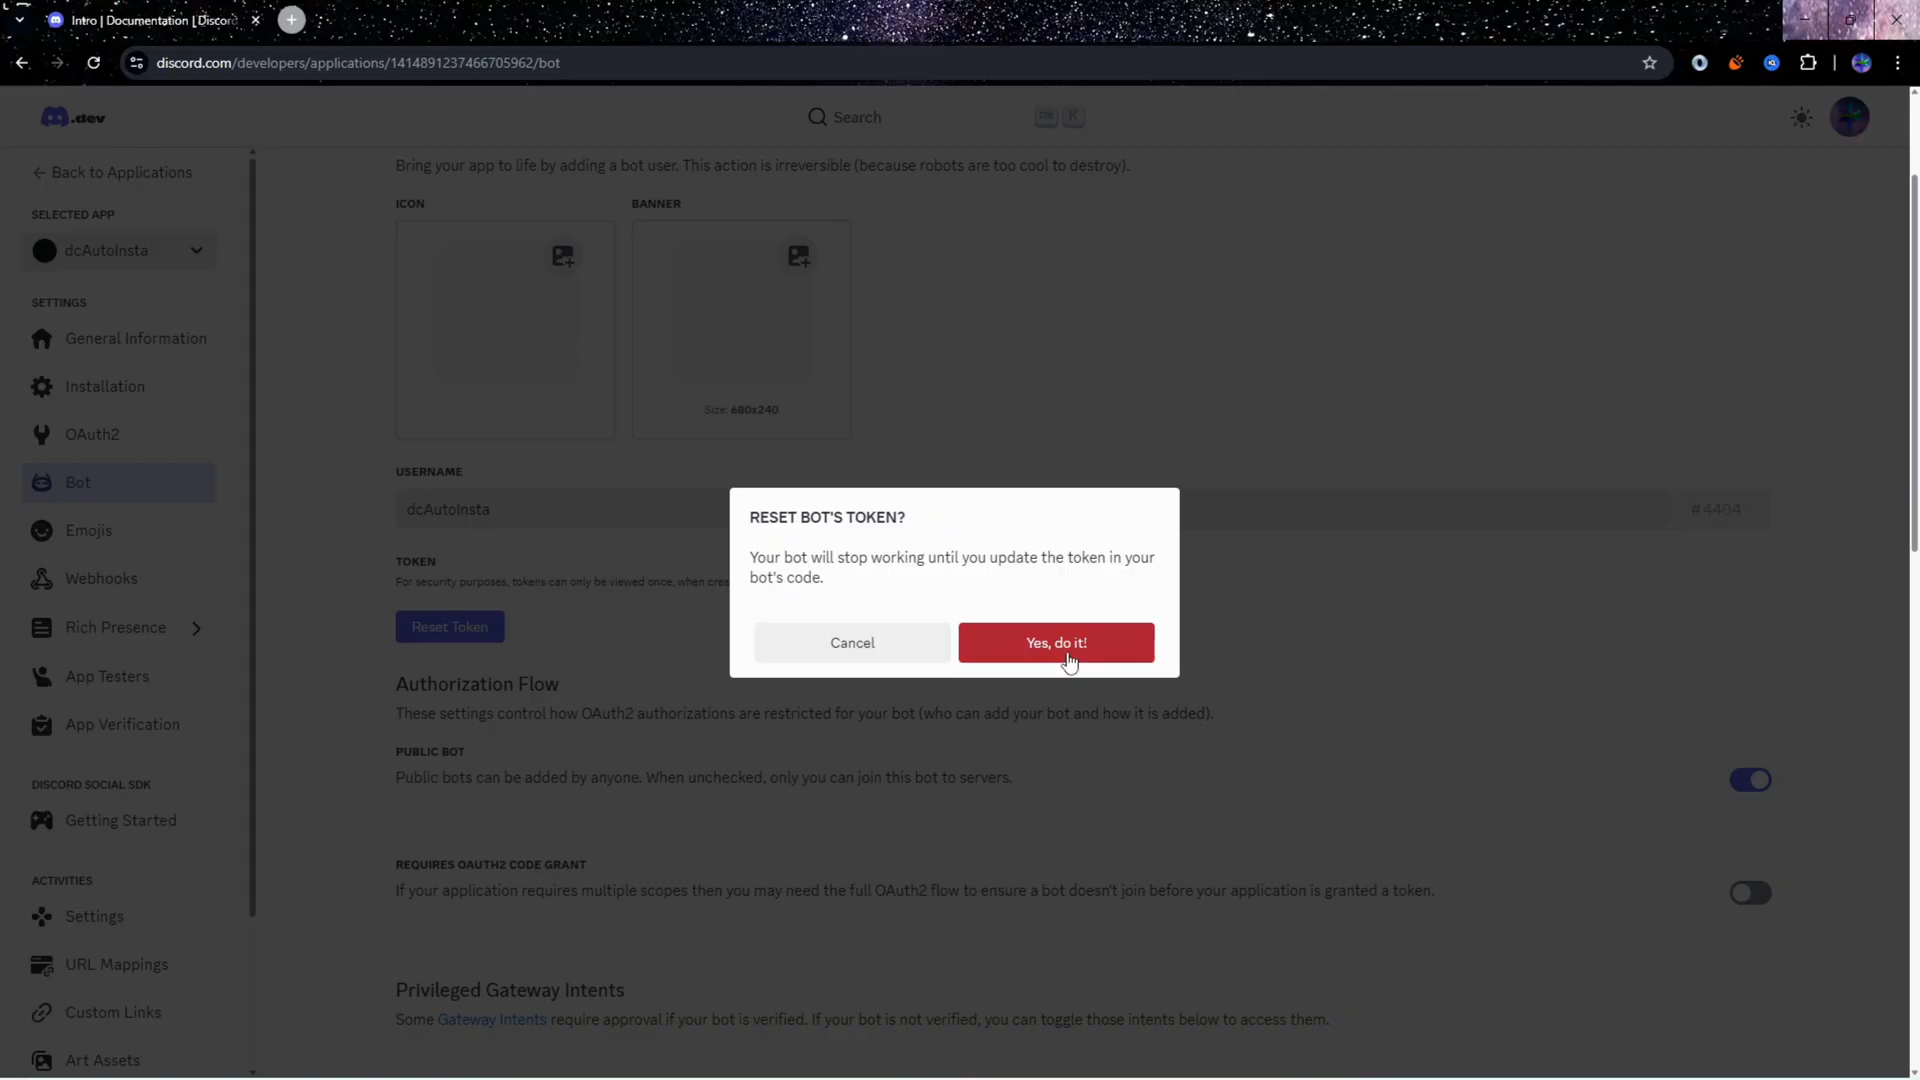 Intro | Documentation | Discord
discord.com/developers/applications/1414891237466705962/bot
.dev
Search
CTRL K
Back to Applications
SELECTED APP
dcAutoInsta
SETTINGS
General Information
Installation
OAuth2
Bot
Emojis
Webhooks
Rich Presence
App Testers
App Verification
DISCORD SOCIAL SDK
Getting Started
ACTIVITIES
Settings
URL Mappings
Custom Links
Art Assets
Bring your app to life by adding a bot user. This action is irreversible (because robots are too cool to destroy).
ICON
BANNER
Size: 680x240
USERNAME
dcAutoInsta
#4404
TOKEN
For security purposes, tokens can only be viewed once, when crea
Reset Token
RESET BOT'S TOKEN?
Your bot will stop working until you update the token in your
bot's code.
Cancel
Yes, do it!
Authorization Flow
These settings control how OAuth2 authorizations are restricted for your bot (who can add your bot and how it is added).
PUBLIC BOT
Public bots can be added by anyone. When unchecked, only you can join this bot to servers.
REQUIRES OAUTH2 CODE GRANT
If your application requires multiple scopes then you may need the full OAuth2 flow to ensure a bot doesn't join before your application is granted a token.
Privileged Gateway Intents
Some Gateway Intents require approval if your bot is verified. If your bot is not verified, you can toggle those intents below to access them.